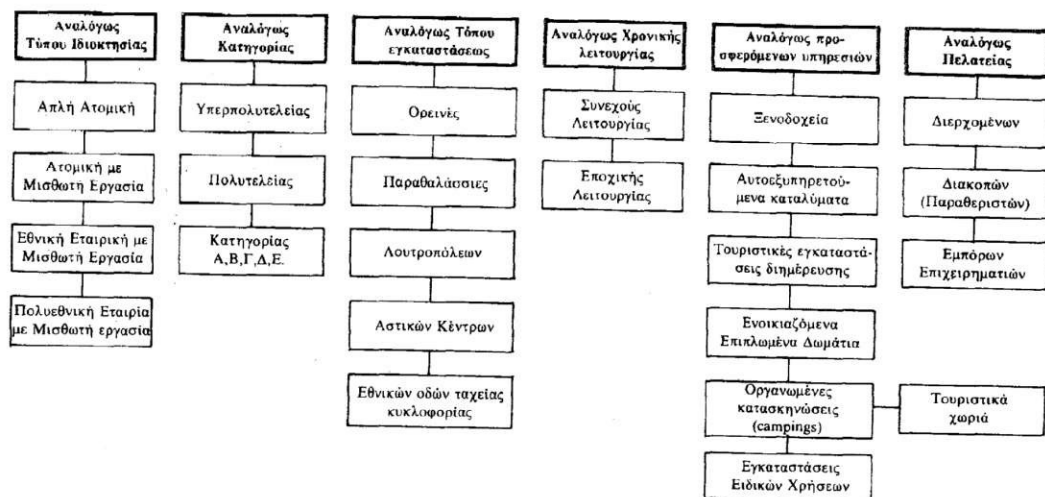 Αναλόγως
Τύπου Ιδιοκτησίας
Απλή Ατομική
Ατομική με
Μισθωτή Εργασία
Εθνική Εταιρική με
Μισθωτή Εργασία
Πολυεθνική Εταιρία
με Μισθωτή εργασία
Αναλόγως
Κατηγορίας
Υπερπολυτελείας
Πολυτελείας
Κατηγορίας
Α,Β,Γ,Δ,Ε.
Αναλόγως Τόπου
εγκαταστάσεως
Ορεινές
Παραθαλάσσιες
Λουτροπόλεων
Αστικών Κέντρων
Εθνικών οδών ταχείας
κυκλοφορίας
Αναλόγως Χρονικής
λειτουργίας
Συνεχούς
Λειτουργίας
Εποχικής
Λειτουργίας
Αναλόγως προ-
σφερόμενων υπηρεσιών
Ξενοδοχεία
Αυτοεξυπηρετού-
μενα καταλύματα
Τουριστικές εγκαταστά-
σεις διημέρευσης
Ενοικιαζόμενα
Επιπλωμένα Δωμάτια
Οργανωμένες
κατασκηνώσεις
(campings)
Εγκαταστάσεις
Ειδικών Χρήσεων
Αναλόγως
Πελατείας
Διερχομένων
Διακοπών
(Παραθεριστών)
Εμπόρων
Επιχειρηματιών
Τουριστικά
χωριά